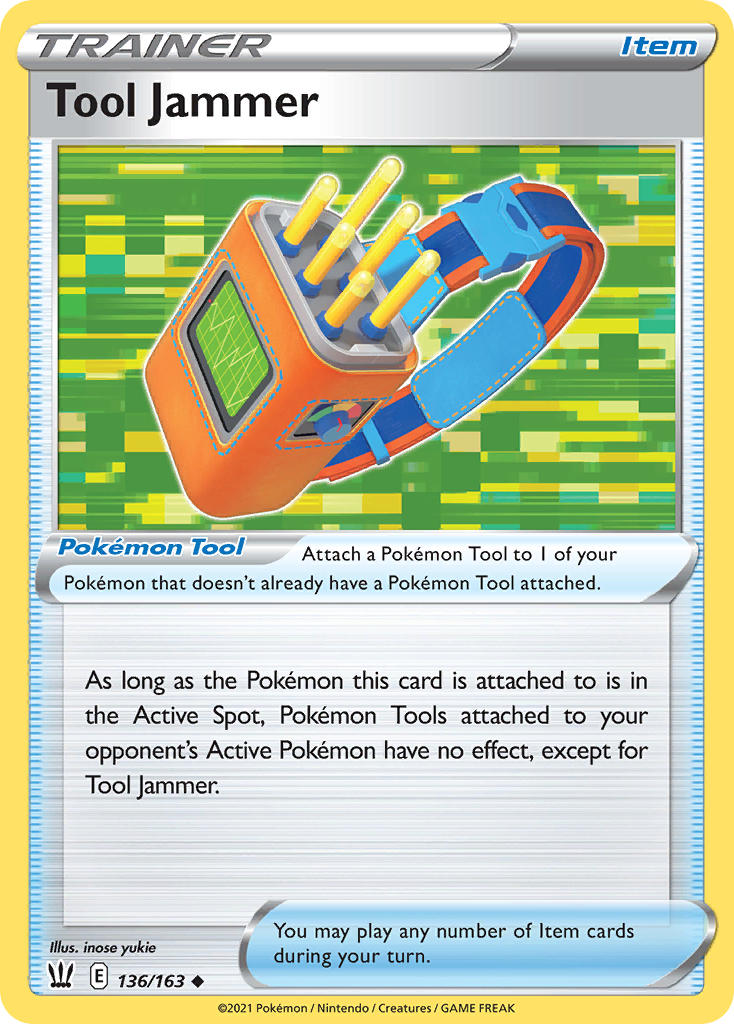 TRAINER
Item
Tool Jammer
Pokémon Tool
Attach a Pokémon Tool to 1 of your
Pokémon that doesn't already have a Pokémon Tool attached.
As long as the Pokémon this card is attached to is in
the Active Spot, Pokémon Tools attached to your
opponent's Active Pokémon have no effect, except for
Tool Jammer.
Illus. inose yukie
You may play any number of Item cards
during your turn.
E
136/163
©2021 Pokémon / Nintendo / Creatures / GAME FREAK